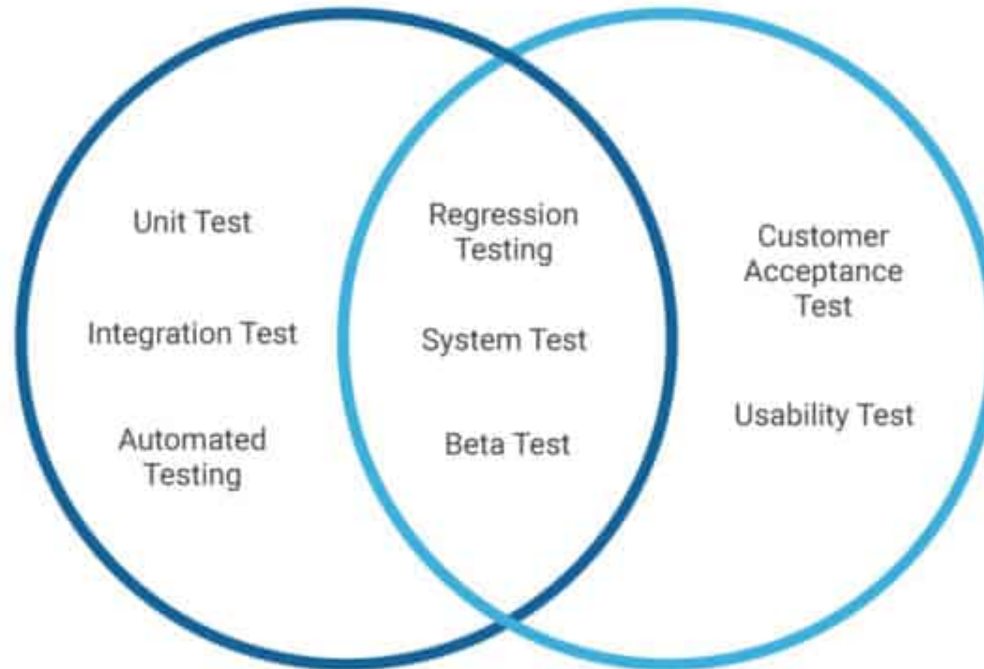 Unit Test
Integration Test
Automated
Testing
Regression
Testing
System Test
Beta Test
Customer
Acceptance
Test
Usability Test